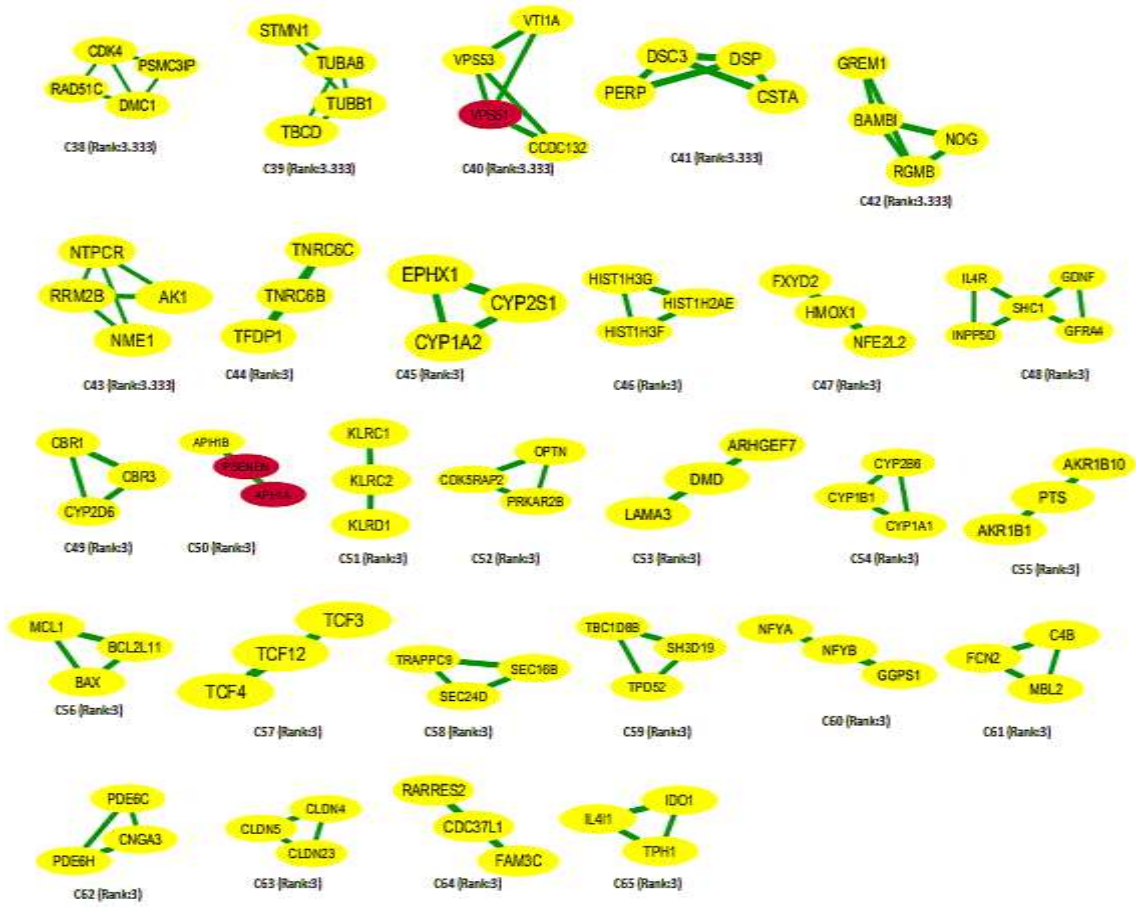 CDK4
PSMC3IP
RAD51C
DMC1
C38 (Rank:3.333)
STMN1
TUBA8
TUBB1
TBCD
C39 (Rank:3.333)
VTI1A
VPS53
VPS51
CCDC132
C40 (Rank:3.333)
DSC3
DSP
PERP
CSTA
C41 (Rank:3.333)
GREM1
BAMBI
NOG
RGMB
C42 (Rank:3.333)
NTPCR
RRM2B
AK1
NME1
C43 (Rank:3.333)
TNRC6C
TNRC6B
TFDP1
C44 (Rank:3)
EPHX1
CYP2S1
CYP1A2
C45 (Rank:3)
HIST1H3G
HIST1H2AE
HIST1H3F
C46 (Rank:3)
FXYD2
HMOX1
NFE2L2
C47 (Rank:3)
IL4R
GDNF
SHC1
INPP5D
GFRA4
C48 (Rank:3)
CBR1
CBR3
CYP2D6
C49 (Rank:3)
APH1B
PSENEN
APH1A
C50 (Rank:3)
KLRC1
KLRC2
KLRD1
C51 (Rank:3)
OPTN
CDK5RAP2
PRKAR2B
C52 (Rank:3)
ARHGEF7
DMD
LAMA3
C53 (Rank:3)
CYP2B6
CYP1B1
CYP1A1
C54 (Rank:3)
AKR1B10
PTS
AKR1B1
C55 (Rank:3)
MCL1
BCL2L11
BAX
C56 (Rank:3)
TCF3
TCF12
TCF4
C57 (Rank:3)
TRAPPC9
SEC16B
SEC24D
C58 (Rank:3)
TBC1D8B
SH3D19
TPD52
C59 (Rank:3)
NFYA
NFYB
GGPS1
C60 (Rank:3)
C4B
FCN2
MBL2
C61 (Rank:3)
PDE6C
CNGA3
PDE6H
C62 (Rank:3)
CLDN4
CLDN5
CLDN23
C63 (Rank:3)
RARRES2
CDC37L1
FAM3C
C64 (Rank:3)
IDO1
IL4I1
TPH1
C65 (Rank:3)